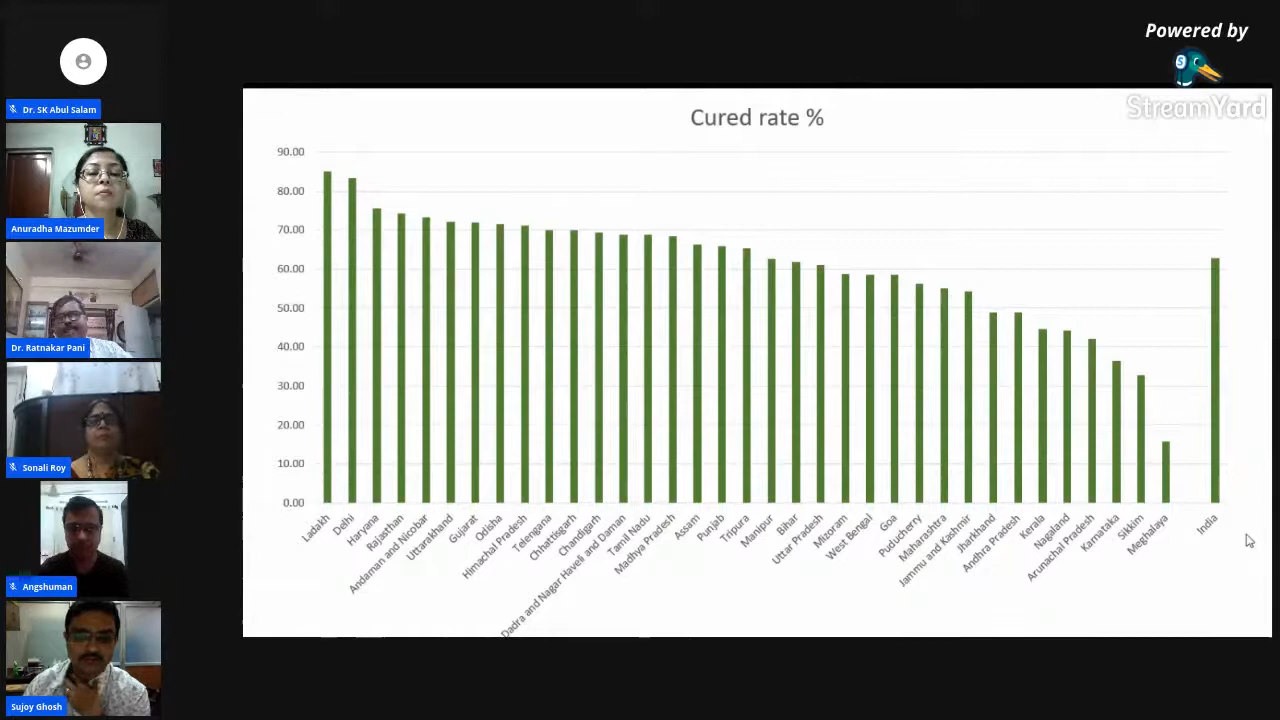 Powered by
S
StreamYard
Dr. SK Abul Salam
Anuradha Mazumder
Dr. Ratnakar Pani
Sonali Roy
Angshuman
Sujoy Ghosh
Cured rate %
90.00
80.00
70.00
60.00
50.00
40.00
30.00
20.00
10.00
0.00
Ladakh
Delhi
Haryana
Rajasthan
Andaman and Nicobar
Uttarakhand
Gujarat
Odisha
Himachal Pradesh
Telengana
Chhattisgarh
Chandigarh
Dadra and Nagar Haveli and Daman
Tamil Nadu
Madhya Pradesh
Assam
Punjab
Tripura
Manipur
Bihar
Uttar Pradesh
Mizoram
West Bengal
Goa
Puducherry
Maharashtra
Jammu and Kashmir
Jharkhand
Andhra Pradesh
Kerala
Nagaland
Arunachal Pradesh
Karnataka
Sikkim
Meghalaya
India